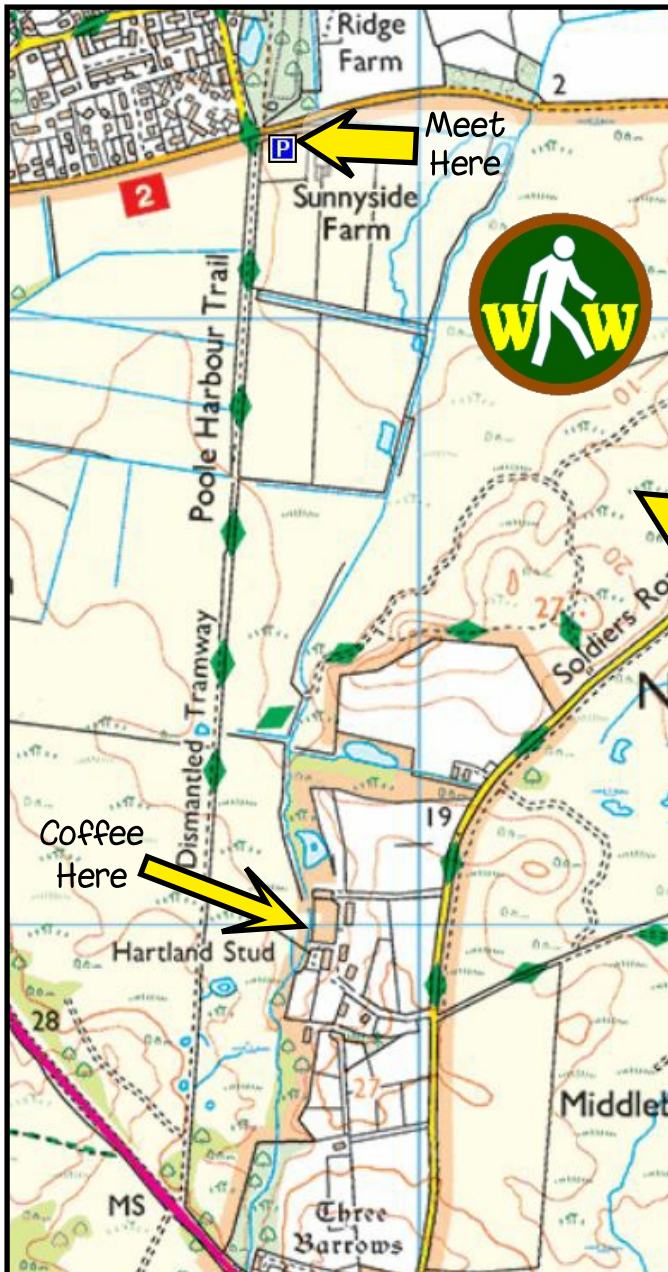 Ridge
Farm
2
P
Meet
Here
2
Sunnyside
Farm
W W
Poole Harbour Trail
10
20
27
Soldiers Ro
N
Dismantled Tramway
19
Coffee
Here
Hartland Stud
28
27
Middleb
MS
Three
Barrows